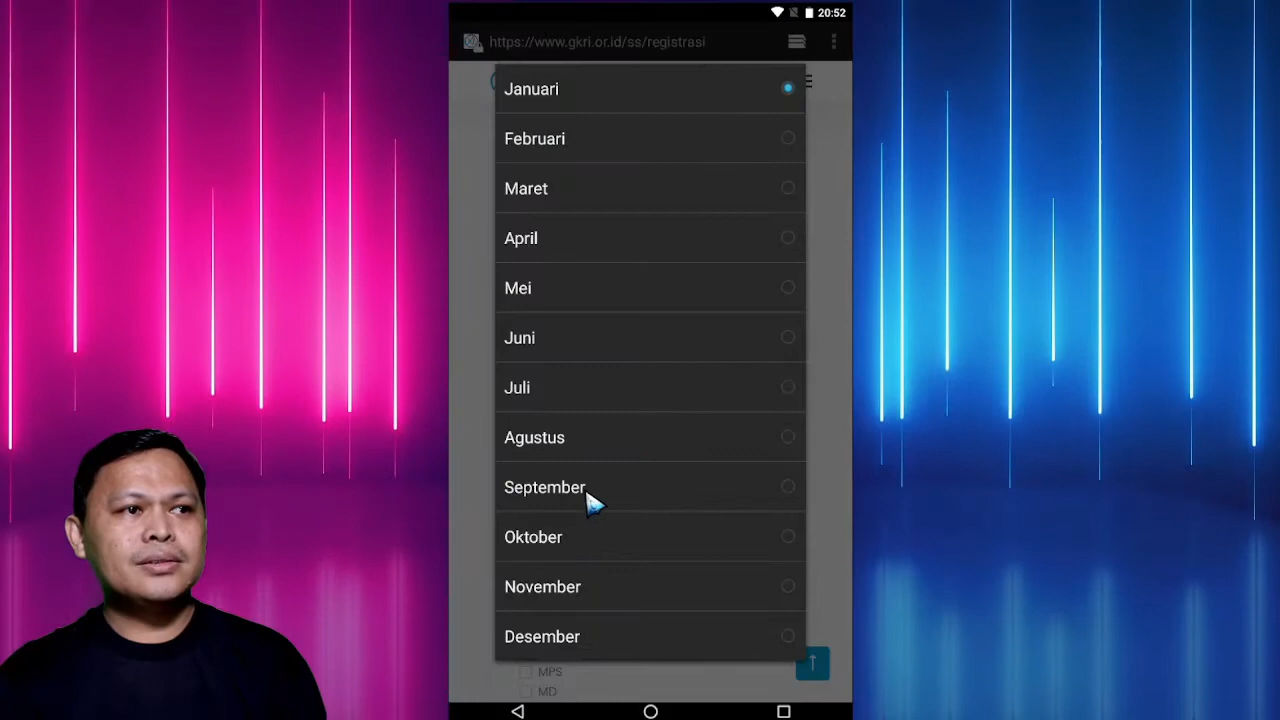 20:52
https://www.gkri.or.id/ss/registrasi
Januari
Februari
Maret
April
Mei
Juni
Juli
Agustus
September
Oktober
November
Desember
MPS
MD